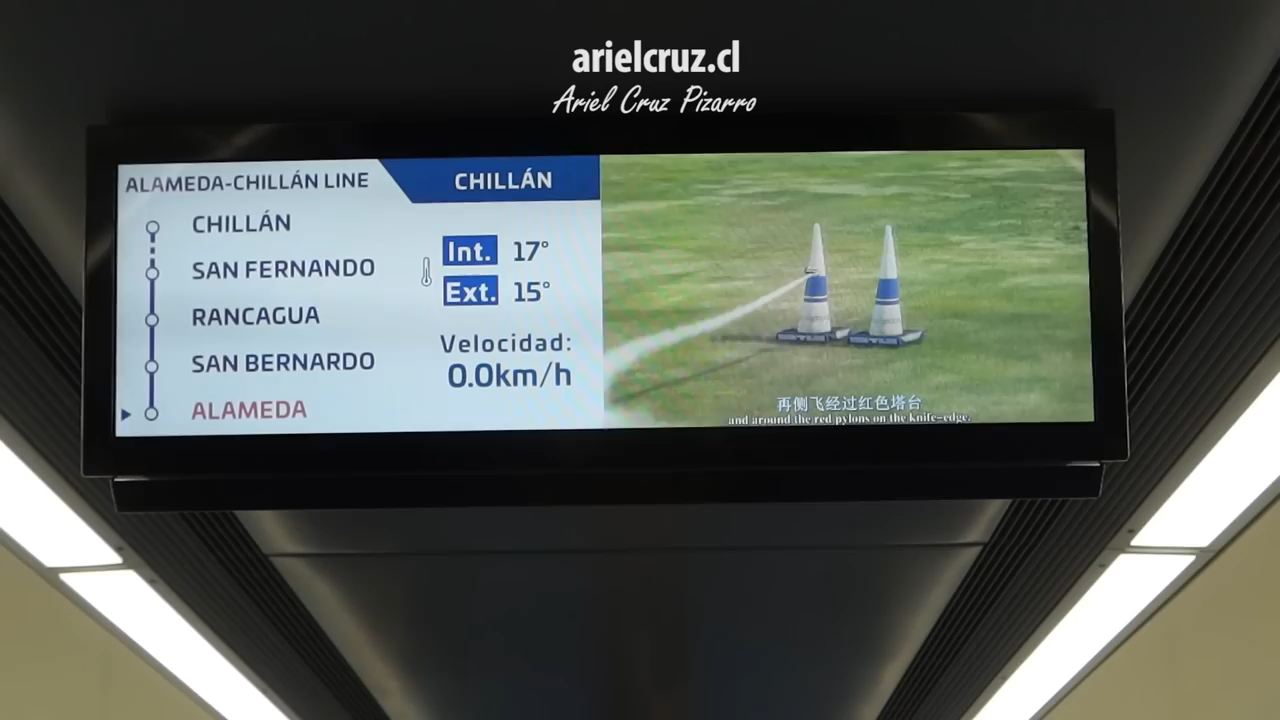 arielcruz.cl
Ariel Cruz Pizarro
ALAMEDA-CHILLÁN LINE
CHILLÁN
CHILLÁN
SAN FERNANDO
RANCAGUA
SAN BERNARDO
ALAMEDA
Int. 17°
Ext. 15°
Velocidad:
0.0km/h
再侧飞经过红色塔台
and around the red pylons on the knife-edge.